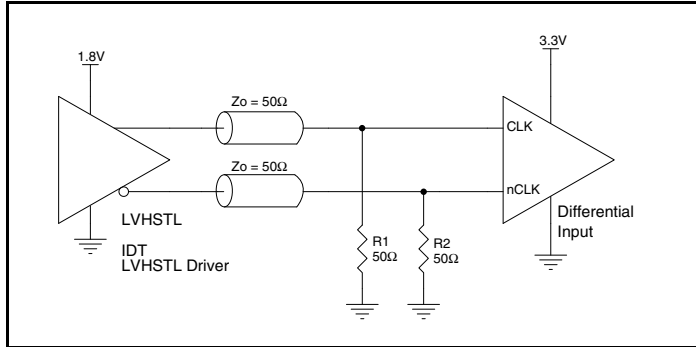 1.8V
3.3V
Zo = 50Ω
CLK
Zo = 50Ω
nCLK
LVHSTL
IDT
LVHSTL Driver
R1
50Ω
R2
50Ω
Differential
Input